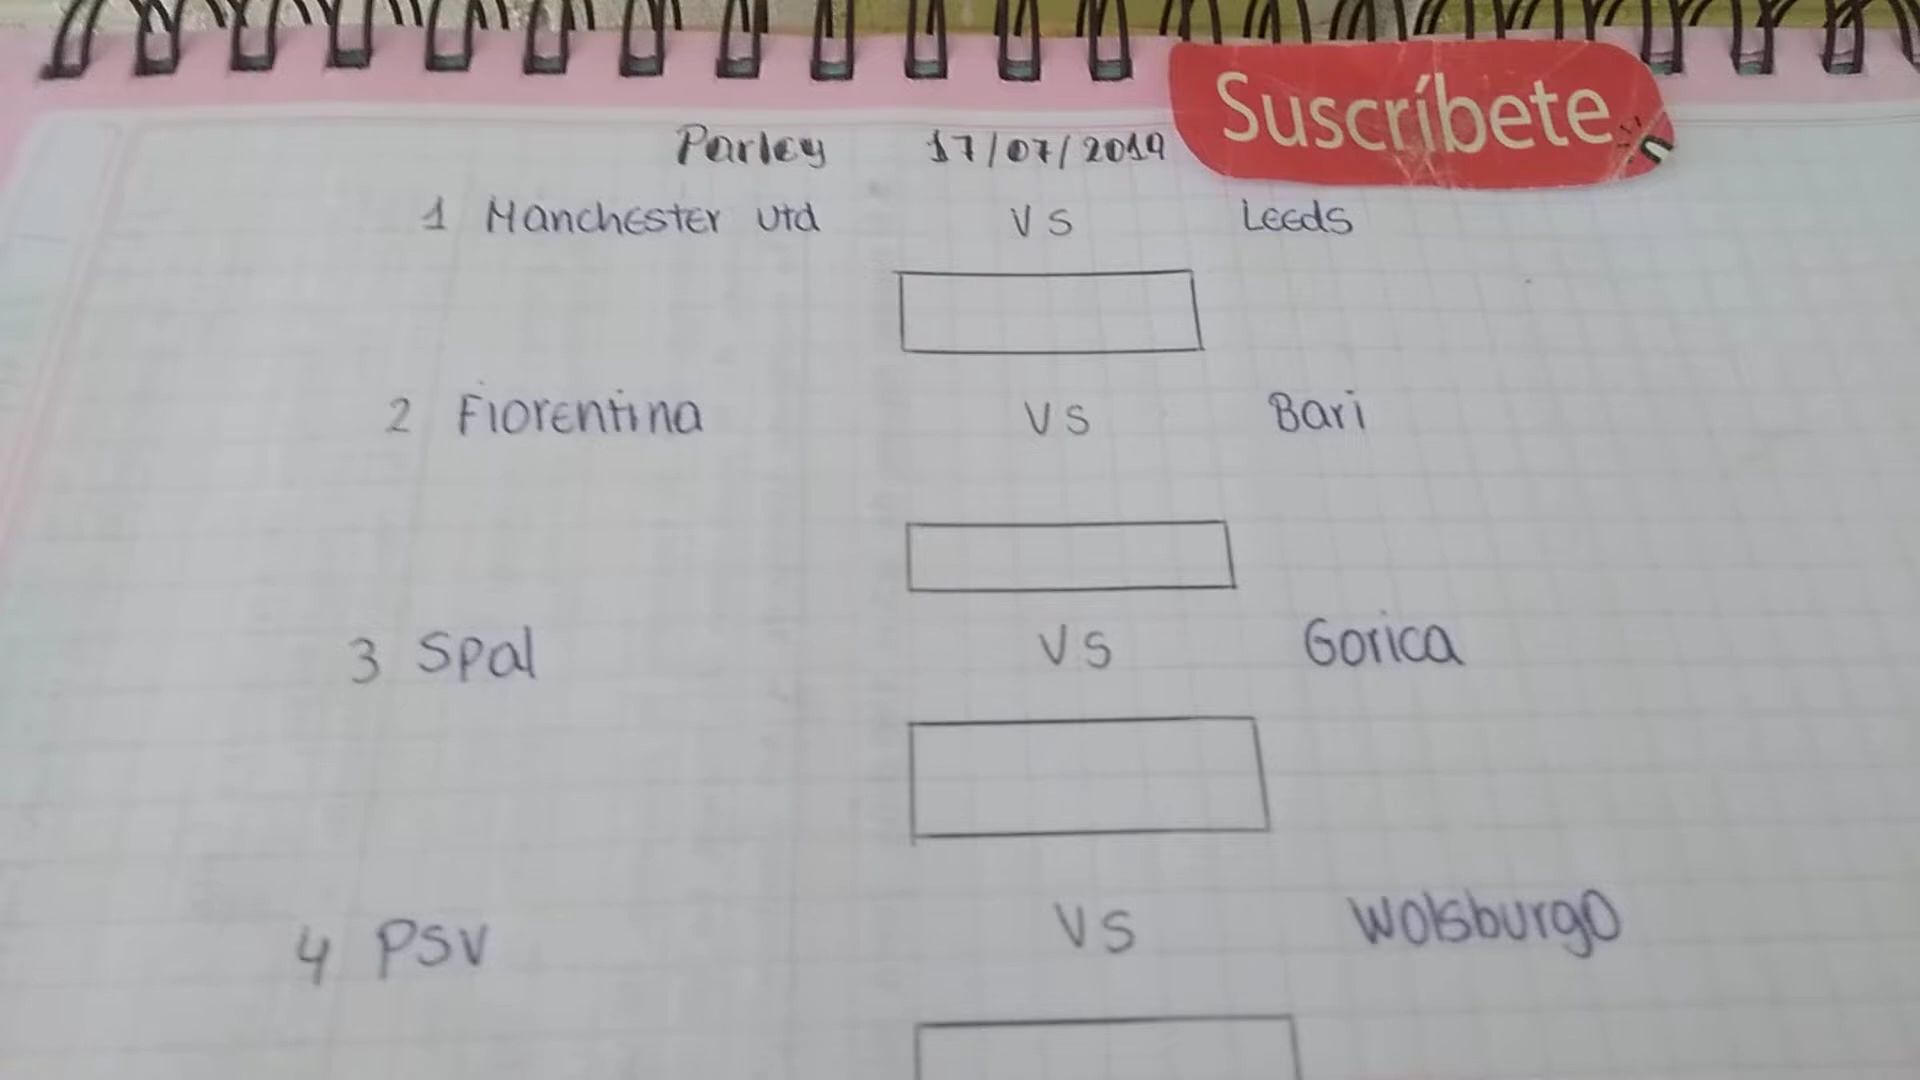 Suscríbete
Parley 17/07/2019
1 Manchester utd VS Leeds
2 Fiorentina VS Bari
3 Spal VS Gorica
4 PSV VS Wolsburgo